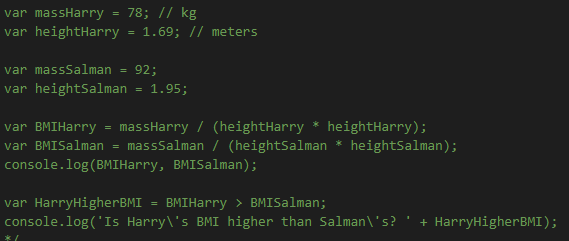 var massHarry = 78; // kg
var heightHarry = 1.69; // meters
var massSalman = 92;
var heightSalman = 1.95;
var BMIHarry = massHarry / (heightHarry * heightHarry);
var BMISalman = massSalman / (heightSalman * heightSalman);
console.log(BMIHarry, BMISalman);
var HarryHigherBMI = BMIHarry > BMISalman;
console.log('Is Harry\'s BMI higher than Salman\'s? ' + HarryHigherBMI);
*/